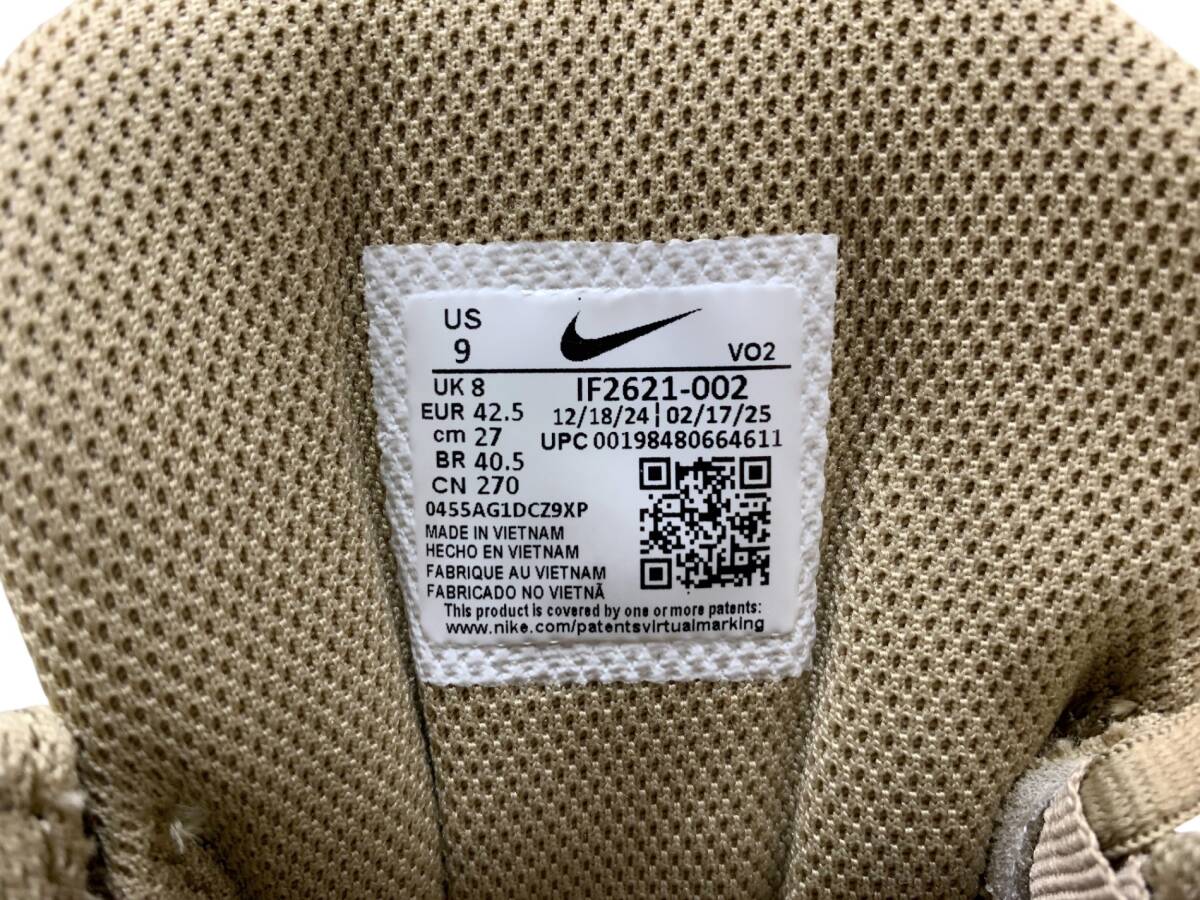 US
9
VO2
UK 8
IF2621-002
EUR 42.5
12/18/24 | 02/17/25
cm 27
UPC 00198480664611
BR 40.5
CN 270
0455AG1DCZ9XP
MADE IN VIETNAM
HECHO EN VIETNAM
FABRIQUE AU VIETNAM
FABRICADO NO VIETNÃ
This product is covered by one or more patents:
www.nike.com/patentsvirtualmarking